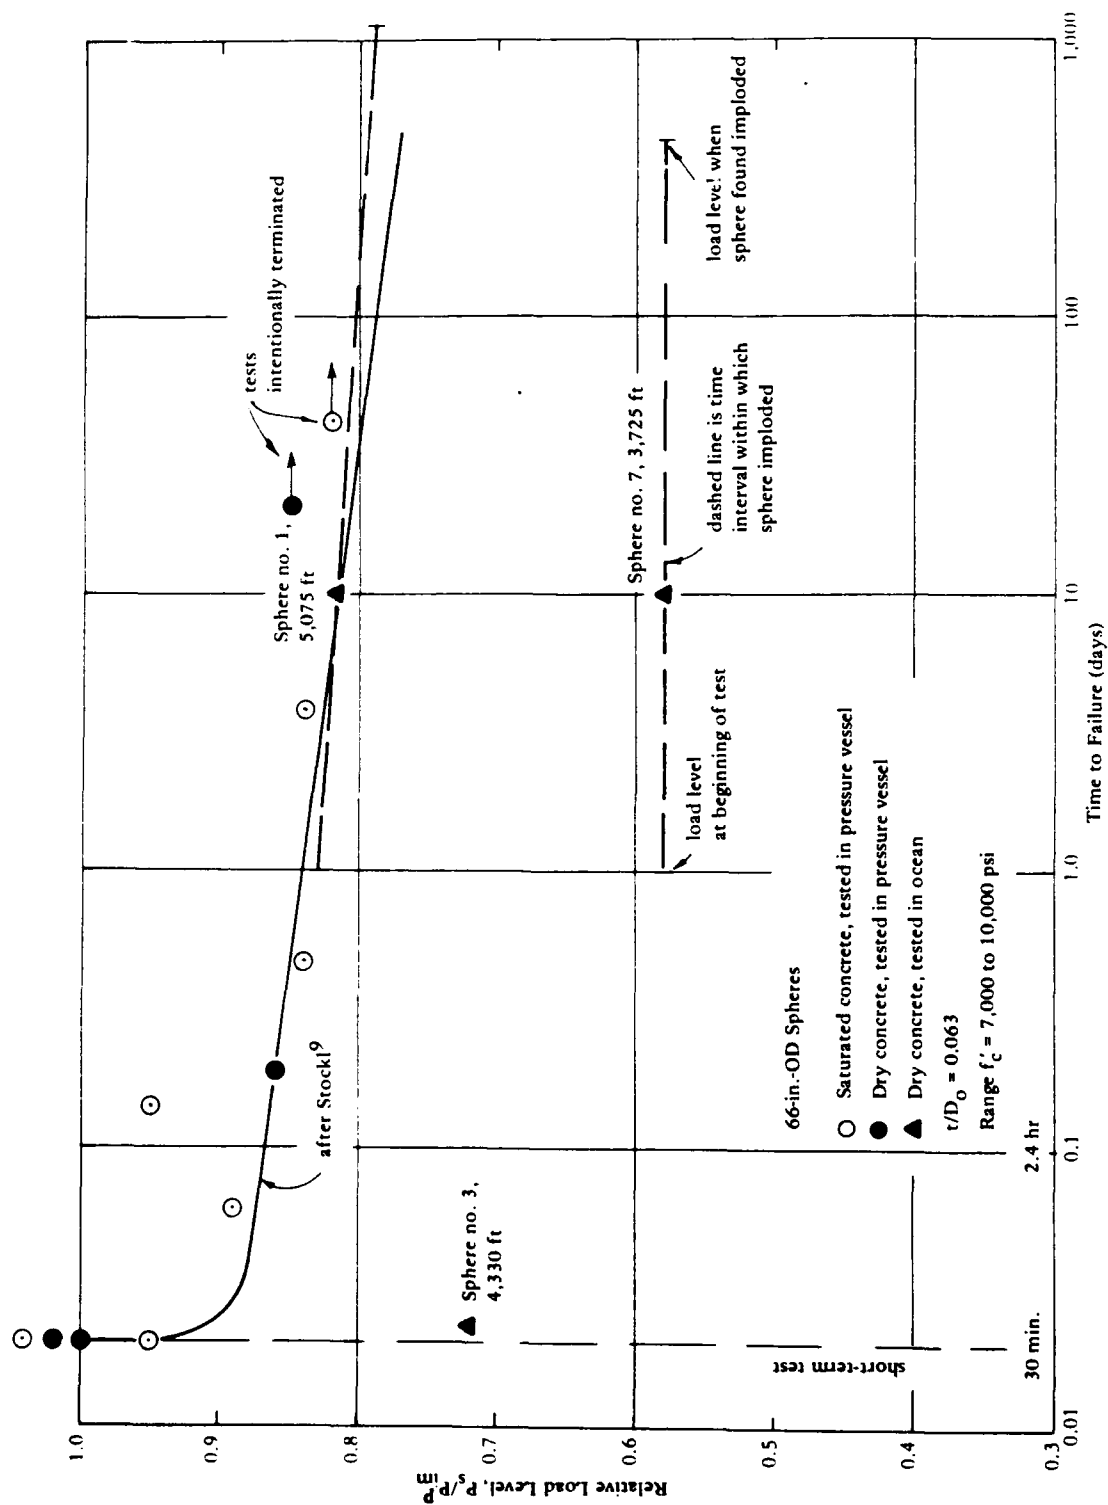 Relative Load Level, P_s/P_im^P
1.0
0.9
0.8
0.7
0.6
0.5
0.4
0.3
tests
intentionally terminated
Sphere no. 1,
5,075 ft
after Stockl⁹
Sphere no. 3,
4,330 ft
Sphere no. 7, 3,725 ft
load level
at beginning of test
dashed line is time
interval within which
sphere imploded
load level when
sphere found imploded
short-term test
66-in.-OD Spheres
Saturated concrete, tested in pressure vessel
Dry concrete, tested in pressure vessel
Dry concrete, tested in ocean
t/D_o = 0.063
Range f'_c = 7,000 to 10,000 psi
30 min.
2.4 hr
0.01
0.1
1.0
10
100
1,000
Time to Failure (days)